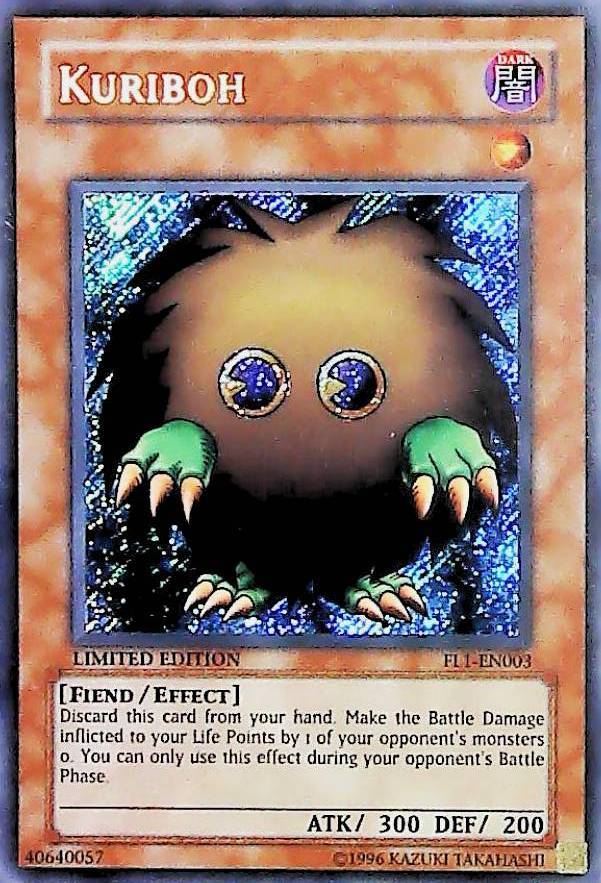 KURIBOH
DARK
闇
LIMITED EDITION
FL1-EN003
[FIEND/EFFECT]
Discard this card from your hand. Make the Battle Damage
inflicted to your Life Points by 1 of your opponent's monsters
0. You can only use this effect during your opponent's Battle
Phase.
ATK/ 300 DEF/ 200
40640057
©1996 KAZUKI TAKAHASHI